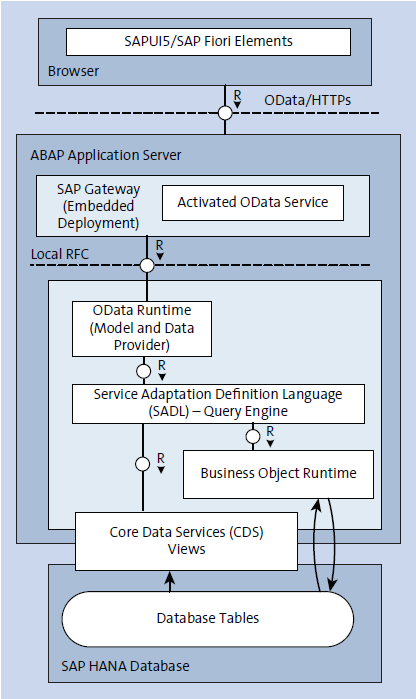 SAPUI5/SAP Fiori Elements
Browser
R
OData/HTTPs
ABAP Application Server
SAP Gateway
(Embedded
Deployment)
Activated OData Service
R
Local RFC
OData Runtime
(Model and Data
Provider)
R
Service Adaptation Definition Language
(SADL) – Query Engine
R
R
Business Object Runtime
Core Data Services (CDS)
Views
Database Tables
SAP HANA Database